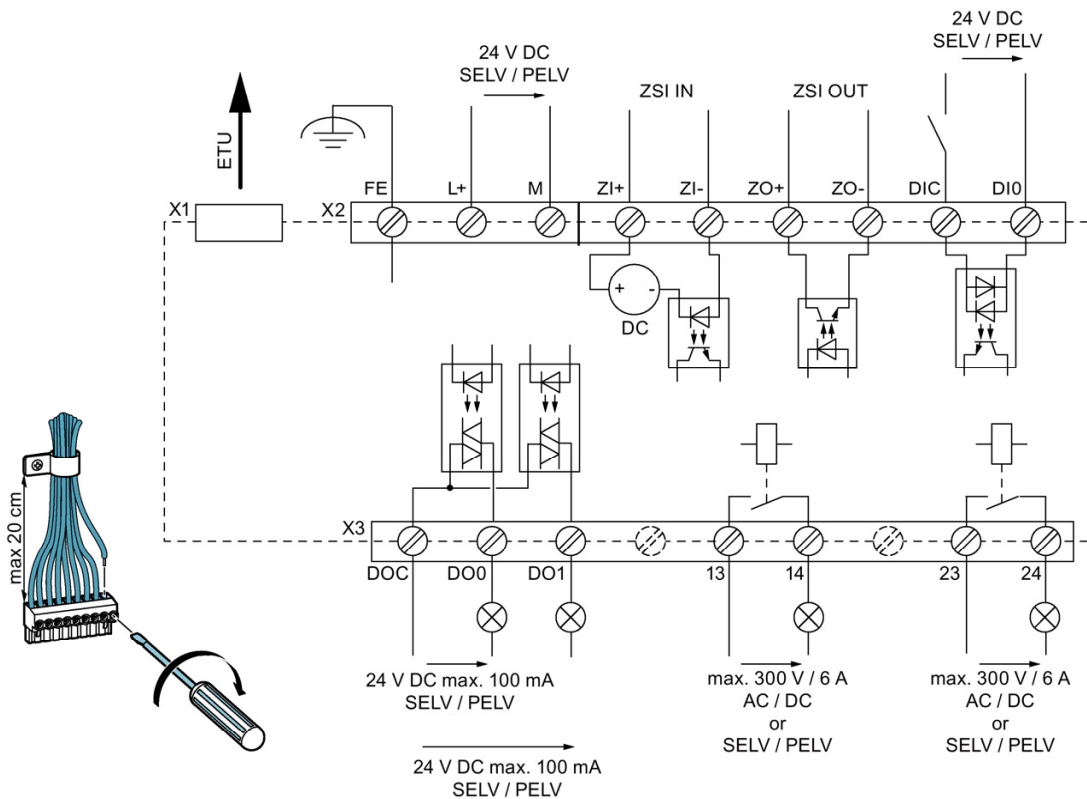 24 V DC
SELV / PELV
24 V DC
SELV / PELV
ZSI IN
ZSI OUT
ETU
FE
L+
M
ZI+
ZI-
ZO+
ZO-
DIC
DI0
X1
X2
+
-
DC
max 20 cm
X3
DOC
DO0
DO1
13
14
23
24
24 V DC max. 100 mA
SELV / PELV
24 V DC max. 100 mA
SELV / PELV
max. 300 V / 6 A
AC / DC
or
SELV / PELV
max. 300 V / 6 A
AC / DC
or
SELV / PELV